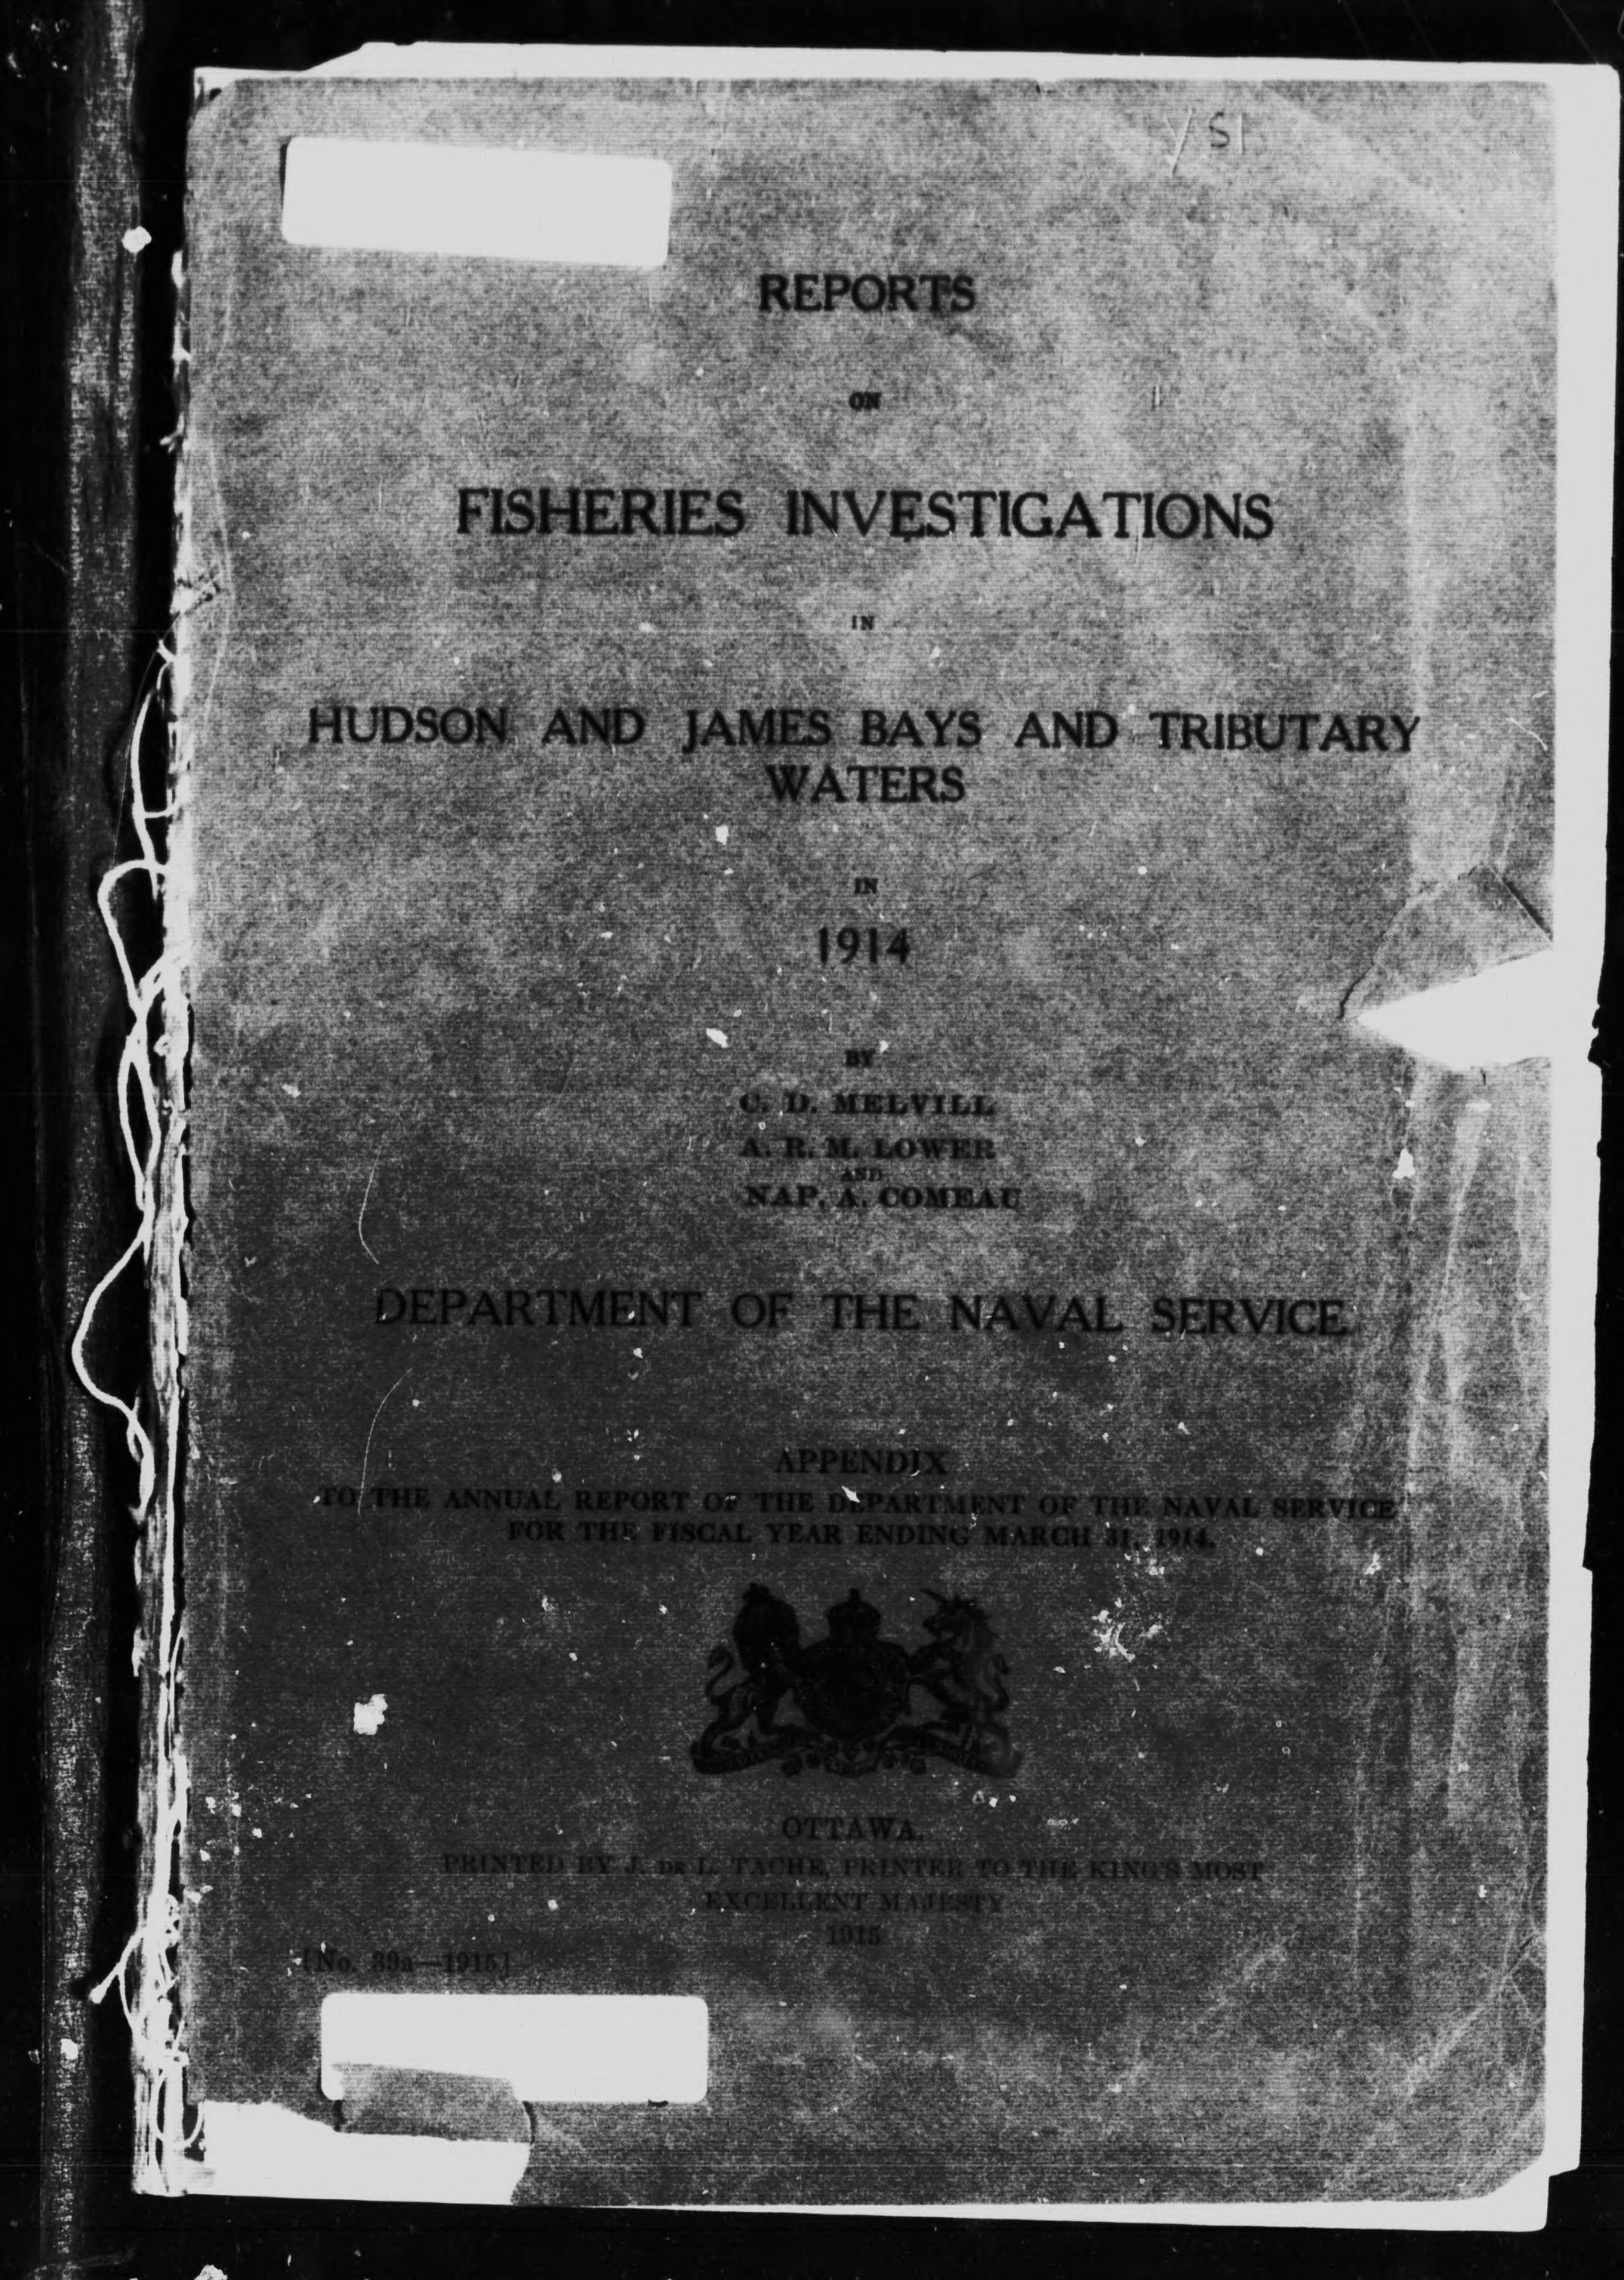 REPORTS
ON
FISHERIES INVESTIGATIONS
IN
HUDSON AND JAMES BAYS AND TRIBUTARY
WATERS
IN
1914
BY
C. D. MELVILL
A. R. M. LOWER
AND
NAP. A. COMEAU
DEPARTMENT OF THE NAVAL SERVICE
APPENDIX
TO THE ANNUAL REPORT OF THE DEPARTMENT OF THE NAVAL SERVICE
FOR THE FISCAL YEAR ENDING MARCH 31, 1914.
OTTAWA.
PRINTED BY J. DE L. TACHE, PRINTER TO THE KING'S MOST
EXCELLENT MAJESTY
1915
[No. 39a—1915]